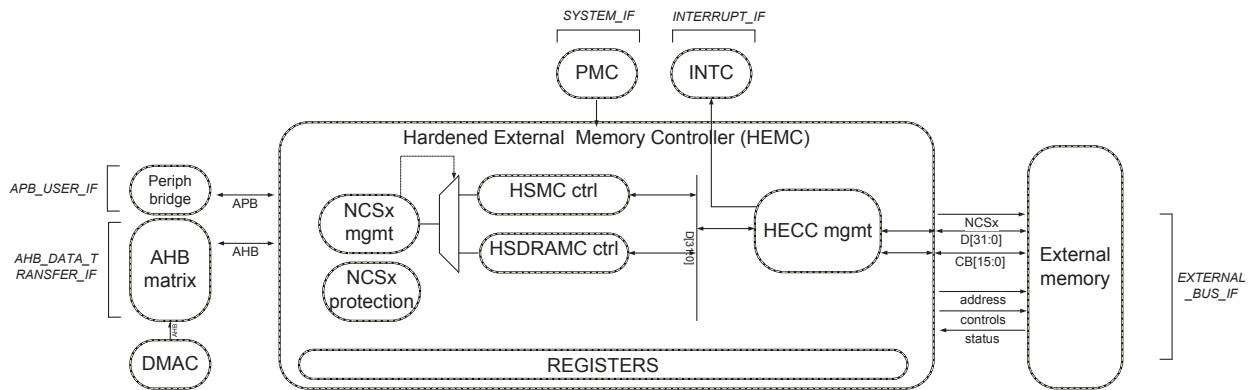 SYSTEM_IF
INTERRUPT_IF
PMC
INTC
Hardened External Memory Controller (HEMC)
APB_USER_IF
Periph
bridge
APB
AHB_DATA_T
RANSFER_IF
AHB
matrix
AHB
AHB
DMAC
NCSx
mgmt
NCSx
protection
HSMC ctrl
HSDRAMC ctrl
D[31:0]
HECC mgmt
REGISTERS
NCSx
D[31:0]
CB[15:0]
address
controls
status
External
memory
EXTERNAL
_BUS_IF